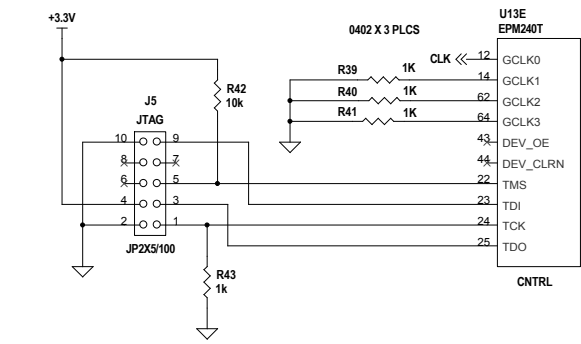 +3.3V
U13E
EPM240T
0402 X 3 PLCS
CLK 12 GCLK0
R39 1K 14 GCLK1
R40 1K 62 GCLK2
R41 1K 64 GCLK3
43 DEV_OE
44 DEV_CLRN
22 TMS
23 TDI
24 TCK
25 TDO
CNTRL
R42
10k
J5
JTAG
10 9
8 7
6 5
4 3
2 1
JP2X5/100
R43
1k